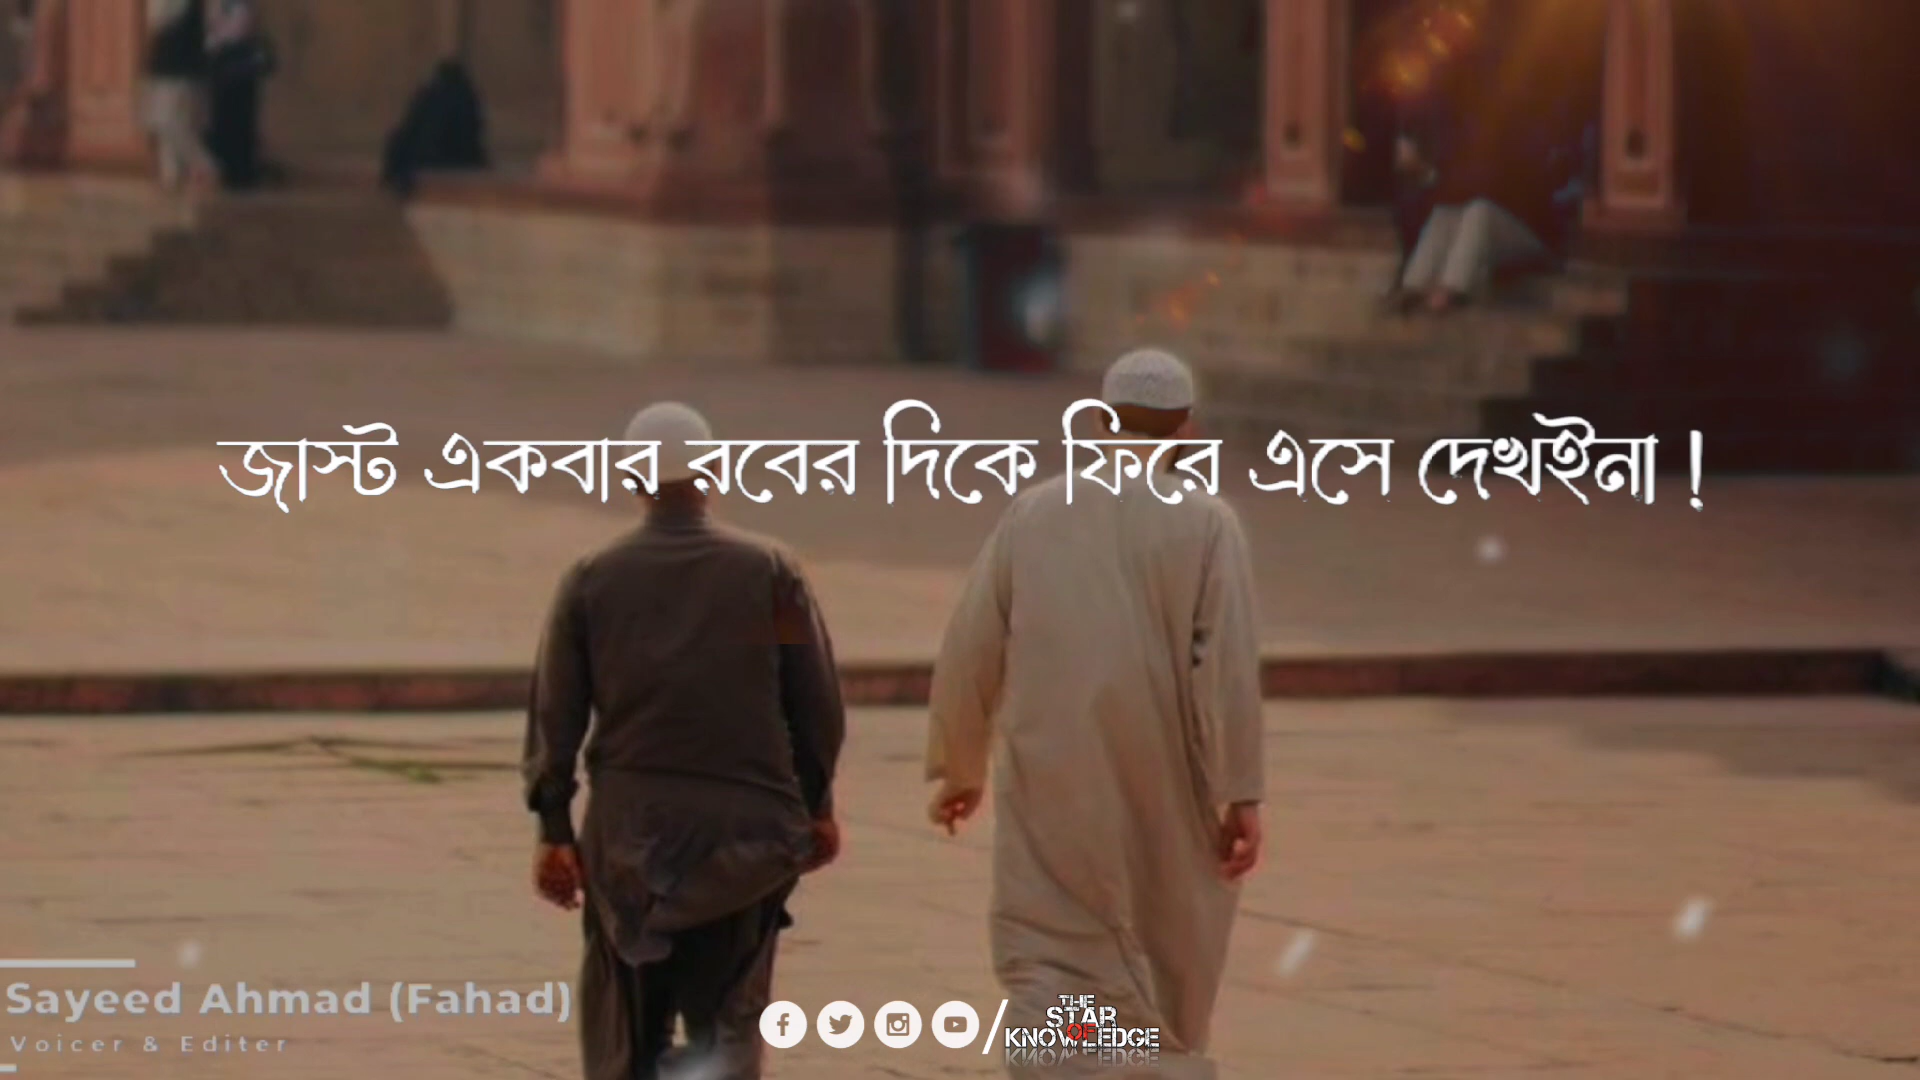 জাস্ট একবার রবের দিকে ফিরে এসে দেখইনা !
Sayeed Ahmad (Fahad)
Voicer & Editer
THE
STAR
OF
KNOWLEDGE